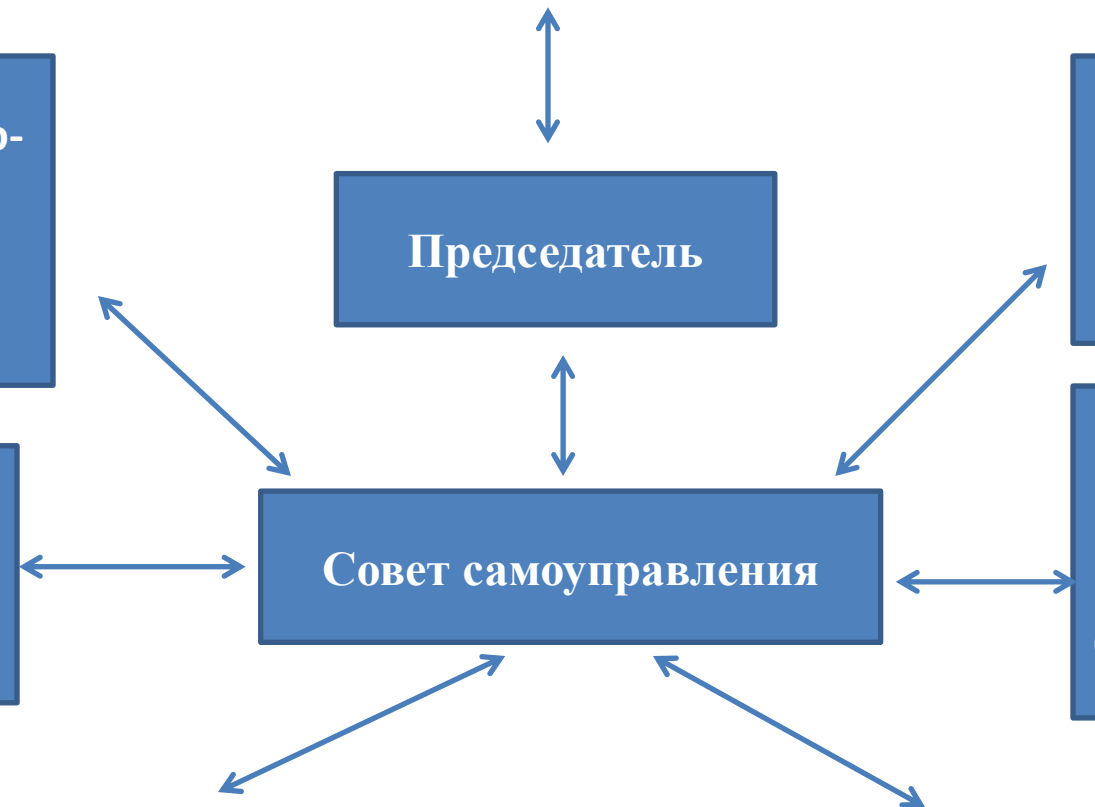 Председатель
Совет самоуправления